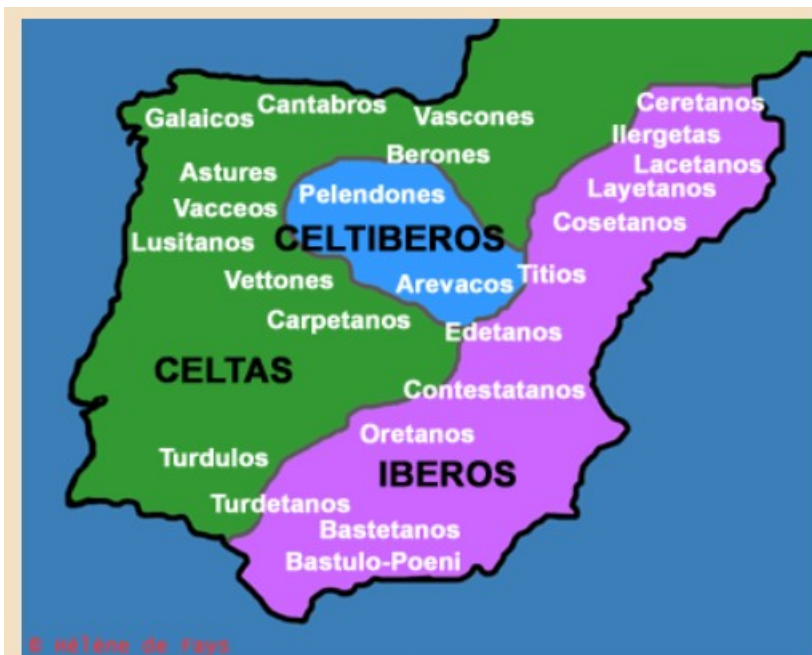 Galaicos
Cantabros
Vascones
Ceretanos
Ilergetas
Berones
Lacetanos
Astures
Pelendones
Layetanos
Vacceos
Cosetanos
Lusitanos
CELTIBEROS
Vettones
Arevacos
Titios
Carpetanos
Edetanos
CELTAS
Contestatanos
Oretanos
Turdulos
IBEROS
Turdetanos
Bastetanos
Bastulo-Poeni
© Hélène de Fays